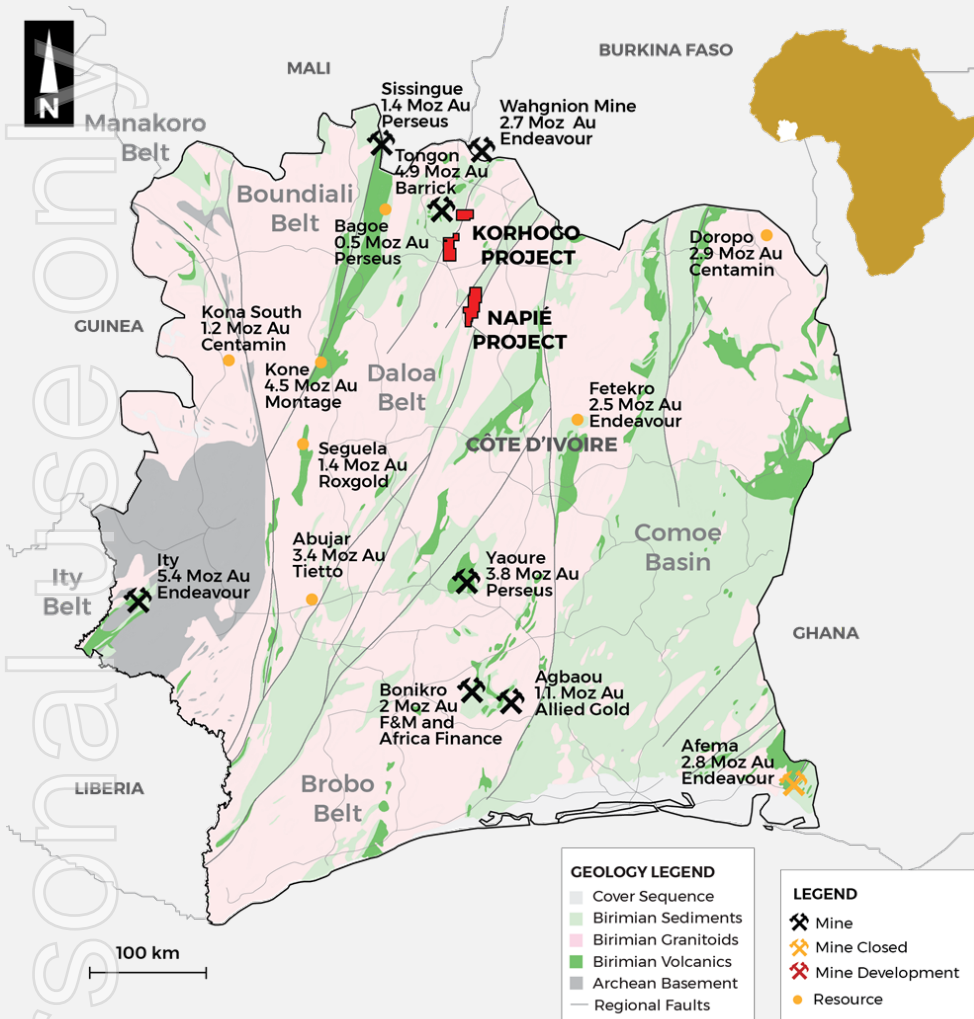 N
MALI
BURKINA FASO
Manakoro
Belt
Sissingue
1.4 Moz Au
Perseus
Wahgnion Mine
2.7 Moz Au
Endeavour
Tongon
4.9 Moz Au
Barrick
Boundiali
Belt
Bagoe
0.5 Moz Au
Perseus
KORHOGO
PROJECT
Doropo
2.9 Moz Au
Centamin
GUINEA
Kona South
1.2 Moz Au
Centamin
NAPIÉ
PROJECT
Kone
4.5 Moz Au
Montage
Daloa
Belt
Fetekro
2.5 Moz Au
Endeavour
CÔTE D'IVOIRE
Seguela
1.4 Moz Au
Roxgold
Comoe
Basin
Abujar
3.4 Moz Au
Tietto
Ity
Belt
Ity
5.4 Moz Au
Endeavour
Yaoure
3.8 Moz Au
Perseus
GHANA
Bonikro
2 Moz Au
F&M and
Africa Finance
Agbaou
1.1. Moz Au
Allied Gold
Afema
2.8 Moz Au
Endeavour
LIBERIA
Brobo
Belt
100 km
GEOLOGY LEGEND
Cover Sequence
Birimian Sediments
Birimian Granitoids
Birimian Volcanics
Archean Basement
Regional Faults
LEGEND
Mine
Mine Closed
Mine Development
Resource
rsonal use only